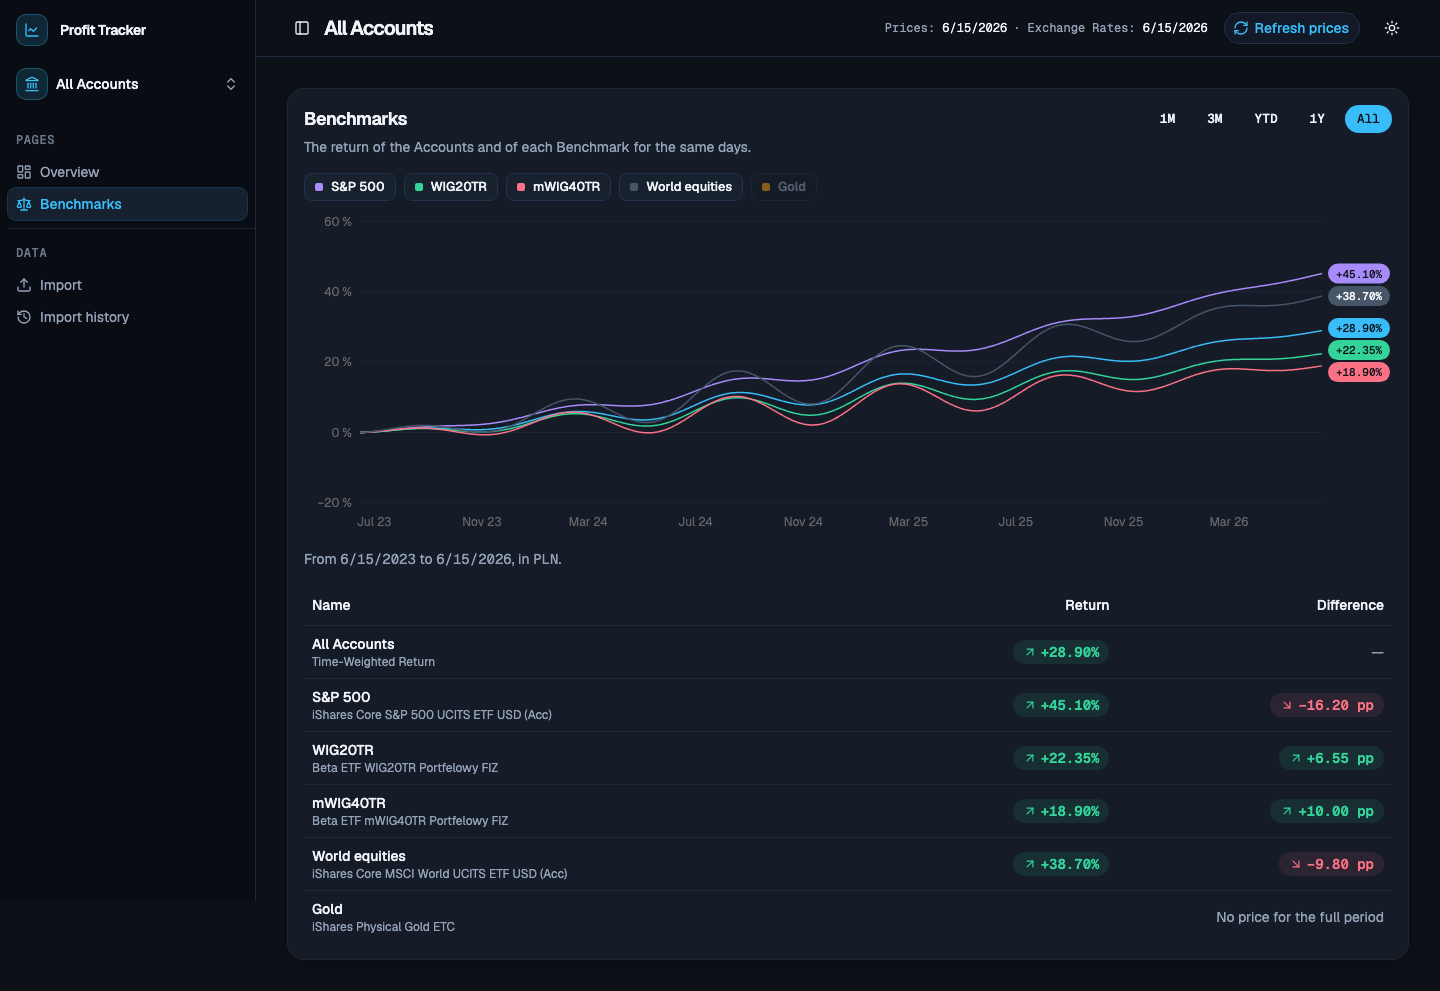 Profit Tracker
All Accounts
PAGES
Overview
Benchmarks
DATA
Import
Import history
All Accounts
Prices: 6/15/2026 · Exchange Rates: 6/15/2026
Refresh prices
Benchmarks
1M 3M YTD 1Y All
The return of the Accounts and of each Benchmark for the same days.
S&P 500 WIG20TR mWIG40TR World equities Gold
60 %
40 %
20 %
0 %
−20 %
+45.10%
+38.70%
+28.90%
+22.35%
+18.90%
Jul 23 Nov 23 Mar 24 Jul 24 Nov 24 Mar 25 Jul 25 Nov 25 Mar 26
From 6/15/2023 to 6/15/2026, in PLN.
Name Return Difference
All Accounts
Time-Weighted Return
+28.90% —
S&P 500
iShares Core S&P 500 UCITS ETF USD (Acc)
+45.10% −16.20 pp
WIG20TR
Beta ETF WIG20TR Portfelowy FIZ
+22.35% +6.55 pp
mWIG40TR
Beta ETF mWIG40TR Portfelowy FIZ
+18.90% +10.00 pp
World equities
iShares Core MSCI World UCITS ETF USD (Acc)
+38.70% −9.80 pp
Gold
iShares Physical Gold ETC
No price for the full period